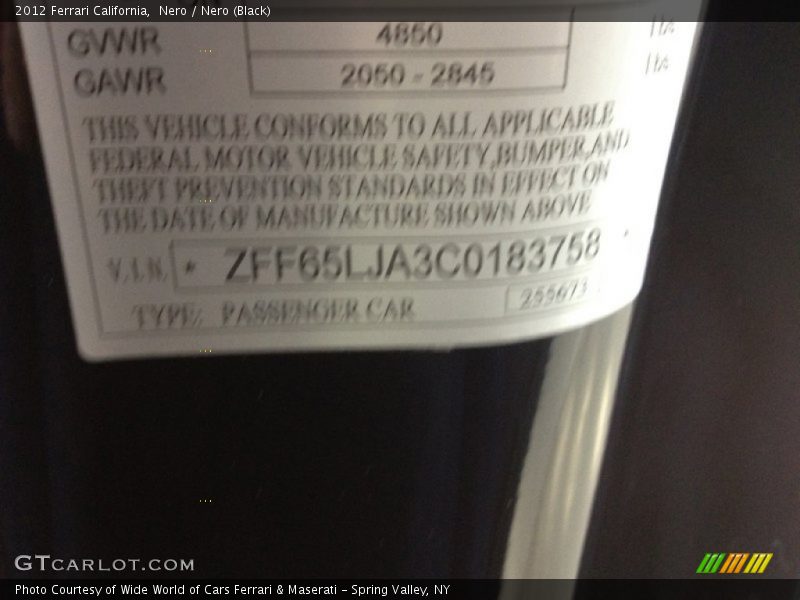 2012 Ferrari California,  Nero / Nero (Black)
GVWR 4850 lbs
GAWR 2050 - 2845 lbs
THIS VEHICLE CONFORMS TO ALL APPLICABLE
FEDERAL MOTOR VEHICLE SAFETY,BUMPER,AND
THEFT PREVENTION STANDARDS IN EFFECT ON
THE DATE OF MANUFACTURE SHOWN ABOVE
V.I.N. * ZFF65LJA3C0183758 *
TYPE: PASSENGER CAR 255673
GTCARLOT.COM
Photo Courtesy of Wide World of Cars Ferrari & Maserati – Spring Valley, NY